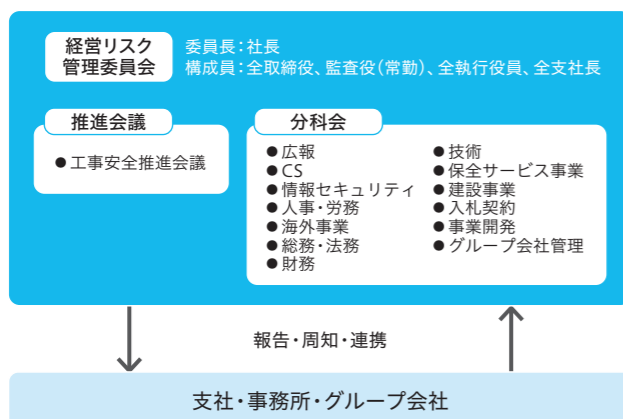 経営リスク
管理委員会
委員長：社長
構成員：全取締役、監査役（常勤）、全執行役員、全支社長
推進会議
●工事安全推進会議
分科会
●広報
●CS
●情報セキュリティ
●人事・労務
●海外事業
●総務・法務
●財務
●技術
●保全サービス事業
●建設事業
●入札契約
●事業開発
●グループ会社管理
報告・周知・連携
支社・事務所・グループ会社